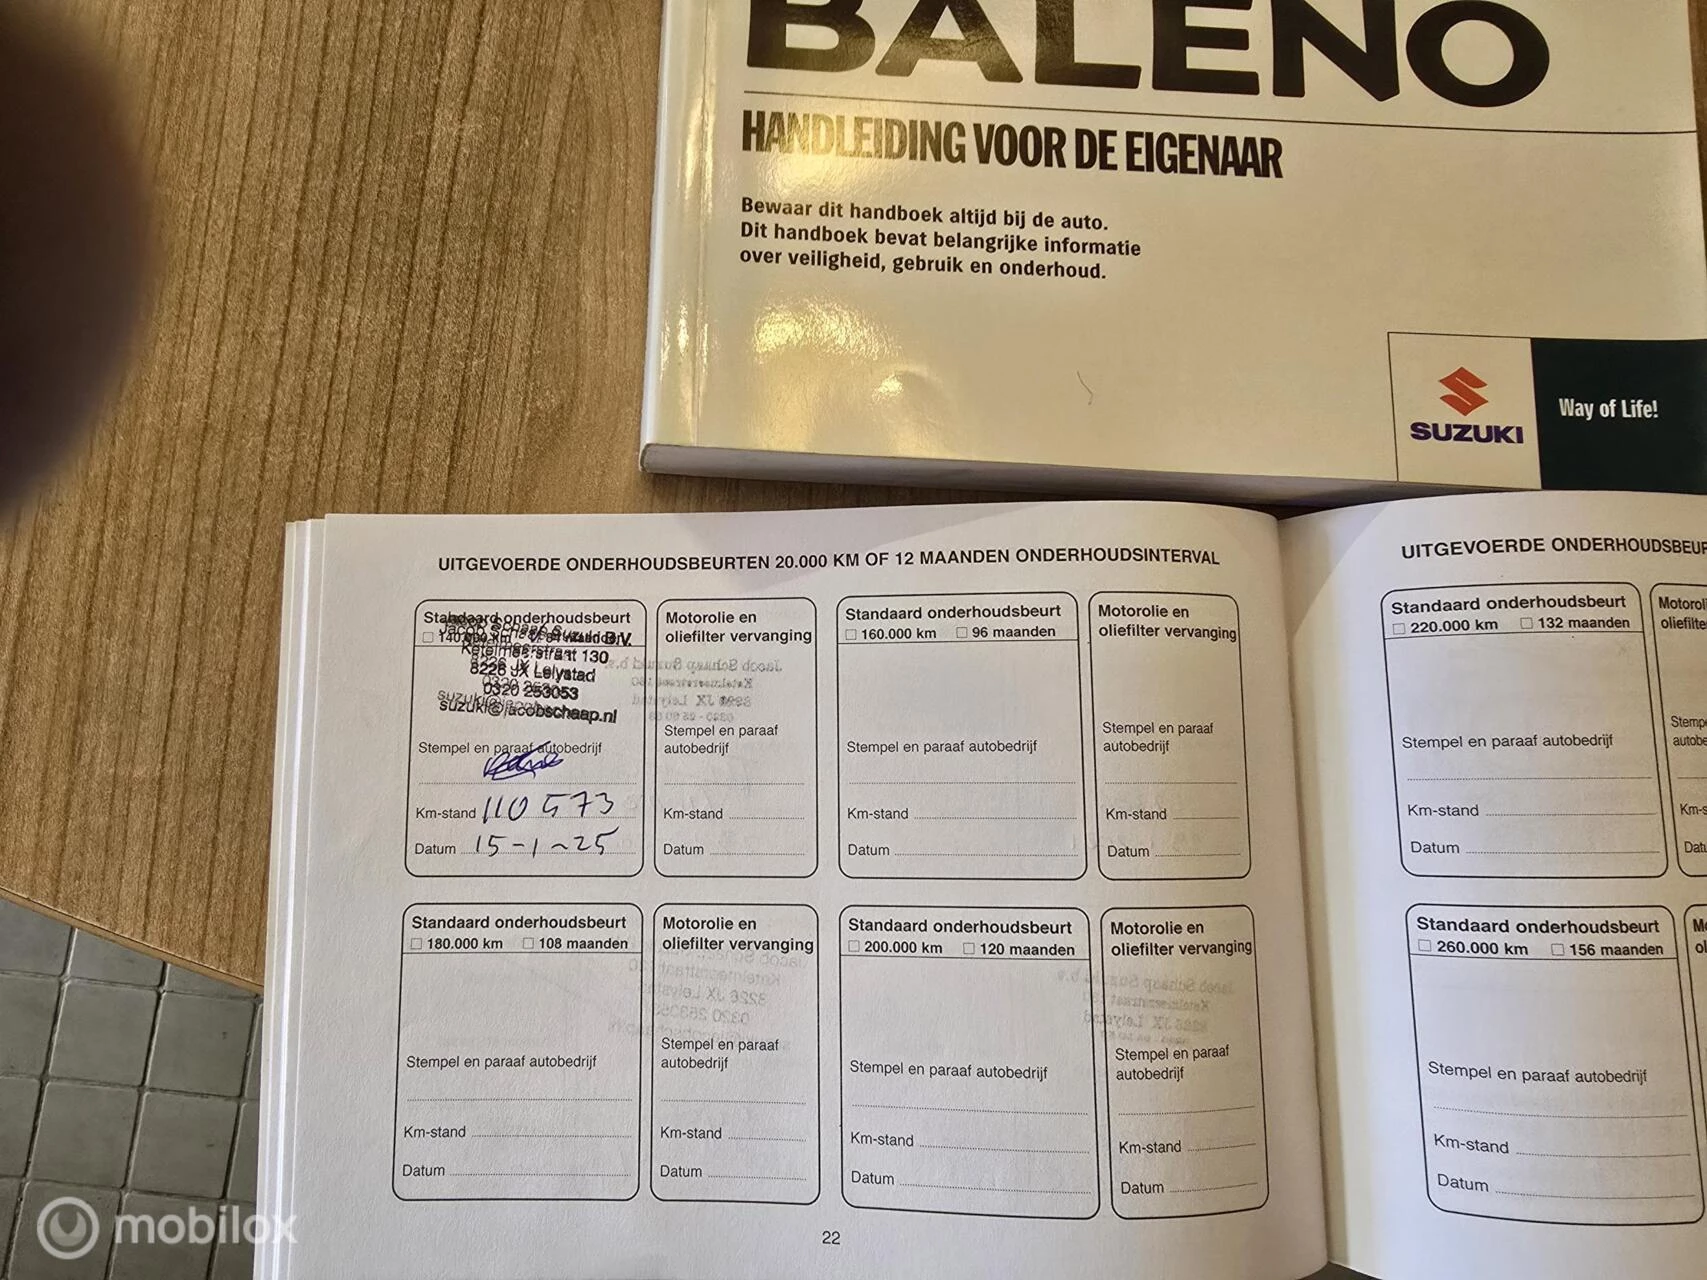 BALENO
HANDLEIDING VOOR DE EIGENAAR
Bewaar dit handboek altijd bij de auto.
Dit handboek bevat belangrijke informatie
over veiligheid, gebruik en onderhoud.
SUZUKI
Way of Life!
UITGEVOERDE ONDERHOUDSBEURTEN 20.000 KM OF 12 MAANDEN ONDERHOUDSINTERVAL
Standaard onderhoudsbeurt
140.000 km
Jacob Schaap Suzuki B.V.
Ketelmeerstraat 130
8226 JX Lelystad
0320 253053
suzuki@jacobschaap.nl
Stempel en paraaf autobedrijf
Km-stand 110 573
Datum 15-1-25
Motorolie en
oliefilter vervanging
Stempel en paraaf
autobedrijf
Km-stand
Datum
Standaard onderhoudsbeurt
160.000 km 96 maanden
Stempel en paraaf autobedrijf
Km-stand
Datum
Motorolie en
oliefilter vervanging
Stempel en paraaf
autobedrijf
Km-stand
Datum
Standaard onderhoudsbeurt
180.000 km 108 maanden
Stempel en paraaf autobedrijf
Km-stand
Datum
Motorolie en
oliefilter vervanging
Stempel en paraaf
autobedrijf
Km-stand
Datum
Standaard onderhoudsbeurt
200.000 km 120 maanden
Stempel en paraaf autobedrijf
Km-stand
Datum
Motorolie en
oliefilter vervanging
Stempel en paraaf
autobedrijf
Km-stand
Datum
22
UITGEVOERDE
Standaard onderhoudsbeurt
220.000 km 132 maanden
Stempel en paraaf autobedrijf
Km-stand
Datum
Standaard onderhoudsbeurt
260.000 km 156 maanden
Stempel en paraaf autobedrijf
Km-stand
Datum
mobilox